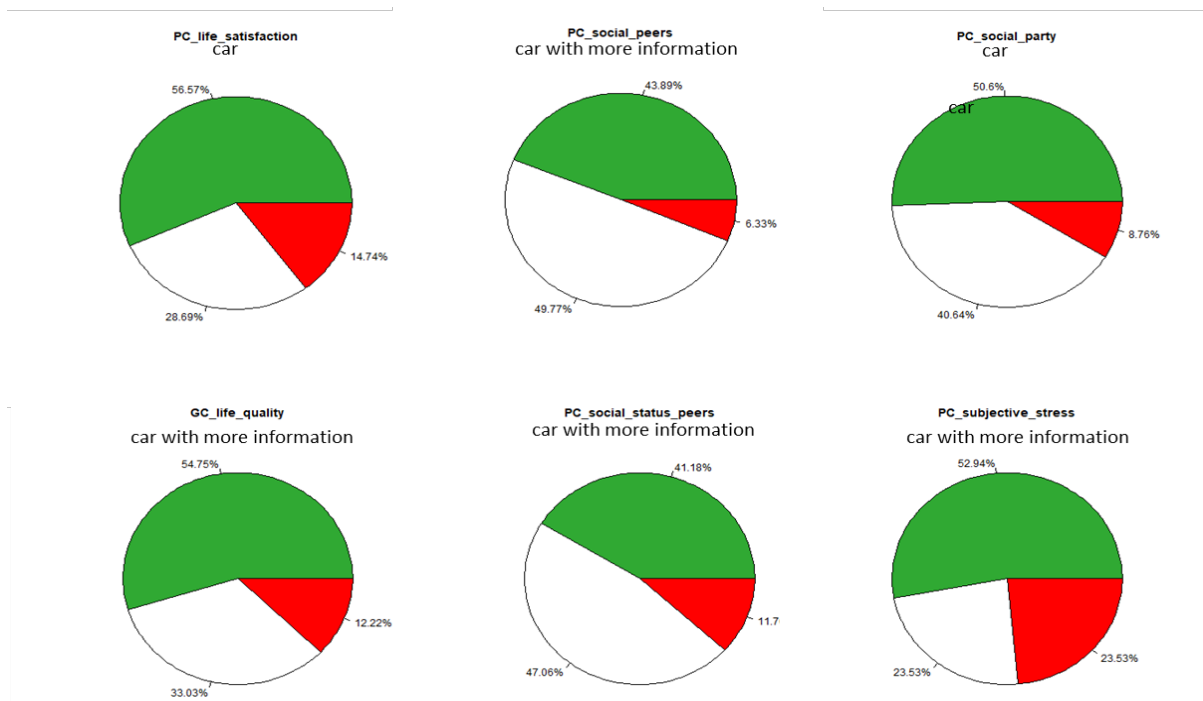 PC_life_satisfaction
car
56.57%
14.74%
28.69%
PC_social_peers
car with more information
43.89%
6.33%
49.77%
PC_social_party
car
50.6%
car
8.76%
40.64%
GC_life_quality
car with more information
54.75%
12.22%
33.03%
PC_social_status_peers
car with more information
41.18%
11.7
47.06%
PC_subjective_stress
car with more information
52.94%
23.53%
23.53%